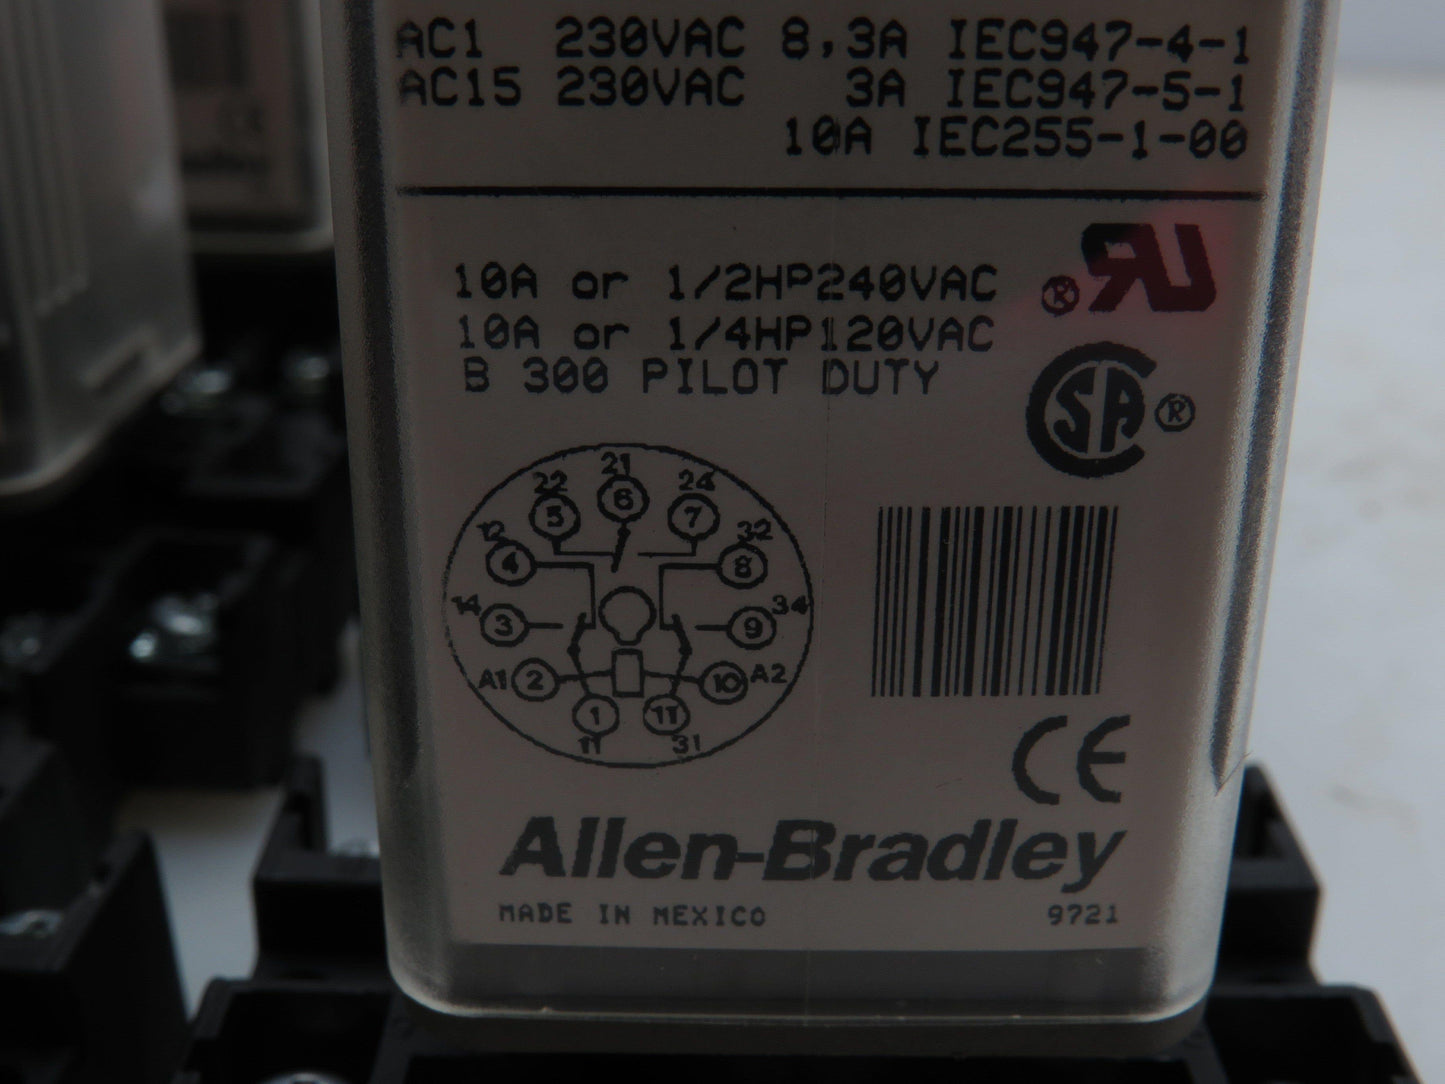 AC1 230VAC 8,3A IEC947-4-1
AC15 230VAC 3A IEC947-5-1
10A IEC255-1-00
10A or 1/2HP240VAC
10A or 1/4HP120VAC
B 300 PILOT DUTY
RU ®
CSA ®
21
22 24
6
5 7
12 32
4 8
14 34
3 9
A1 2 10 A2
1 11
11 31
CE
Allen-Bradley
MADE IN MEXICO 9721